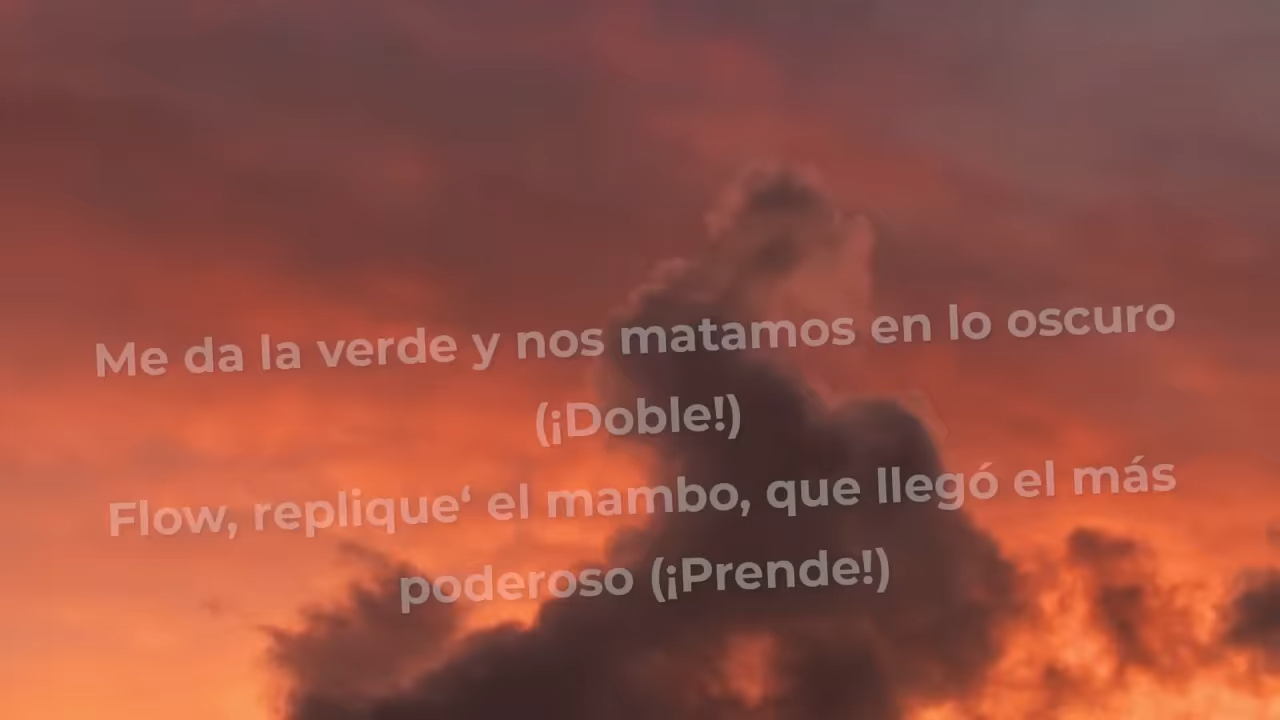 Me da la verde y nos matamos en lo oscuro
(¡Doble!)
Flow, replique‘ el mambo, que llegó el más
poderoso (¡Prende!)